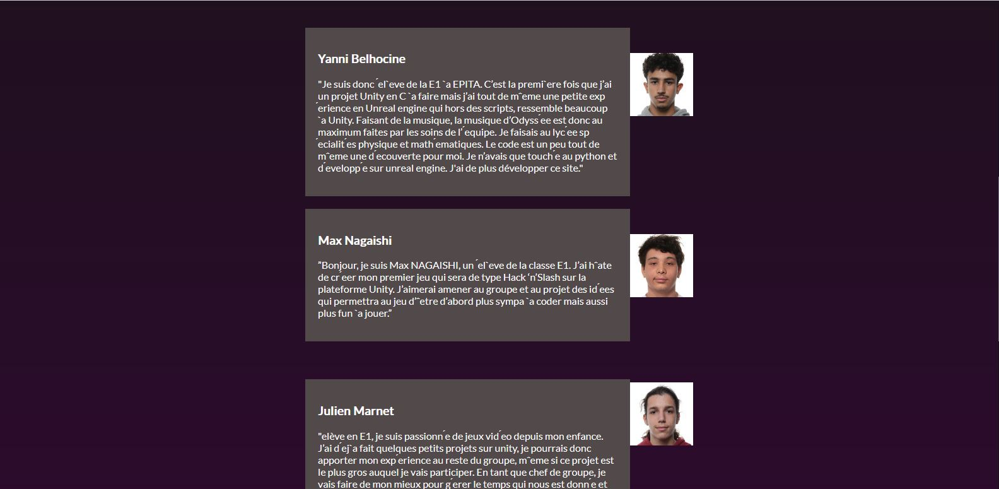 Yanni Belhocine
"Je suis donc ́el`eve de la E1 `a EPITA. C’est la premi`ere fois que j’ai
un projet Unity en C `a faire mais j’ai tout de mˆeme une petite exp
́erience en Unreal engine qui hors des scripts, ressemble beaucoup
`a Unity. Faisant de la musique, la musique d’Odyss ́ee est donc au
maximum faites par les soins de l’ ́equipe. Je faisais au lyc ́ee sp
́ecialit ́es physique et math ́ematiques. Le code est un peu tout de
mˆeme une d ́ecouverte pour moi. Je n’avais que touch ́e au python et
d ́evelopp ́e sur unreal engine. J'ai de plus développer ce site."
Max Nagaishi
”Bonjour, je suis Max NAGAISHI, un ́el`eve de la classe E1. J’ai hˆate
de cr ́eer mon premier jeu qui sera de type Hack ‘n’Slash sur la
plateforme Unity. J’aimerai amener au groupe et au projet des id ́ees
qui permettra au jeu d’ˆetre d’abord plus sympa `a coder mais aussi
plus fun `a jouer.”
Julien Marnet
"elève en E1, je suis passionn ́e de jeux vid ́eo depuis mon enfance.
J’ai d ́ej`a fait quelques petits projets sur unity, je pourrais donc
apporter mon exp ́erience au reste du groupe, mˆeme si ce projet est
le plus gros auquel je vais participer. En tant que chef de groupe, je
vais faire de mon mieux pour g ́erer le temps qui nous est donn ́e et